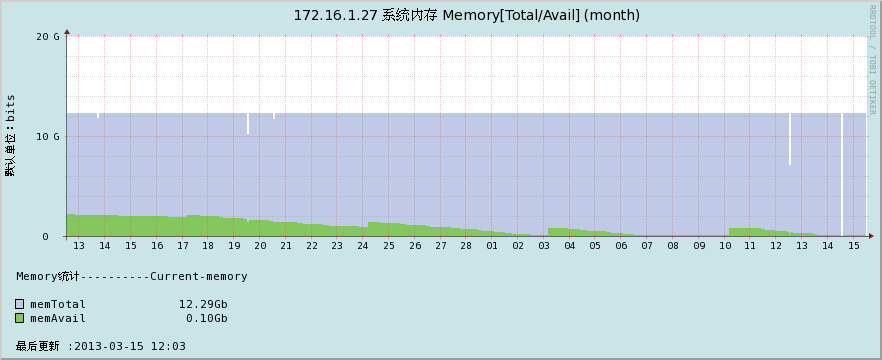 172.16.1.27 系统内存 Memory[Total/Avail] (month)
RRDTOOL / TOBI OETIKER
默认单位：bits
20 G
10 G
0
13 14 15 16 17 18 19 20 21 22 23 24 25 26 27 28 01 02 03 04 05 06 07 08 09 10 11 12 13 14 15
Memory统计----------Current-memory
memTotal 12.29Gb
memAvail 0.10Gb
最后更新 :2013-03-15 12:03